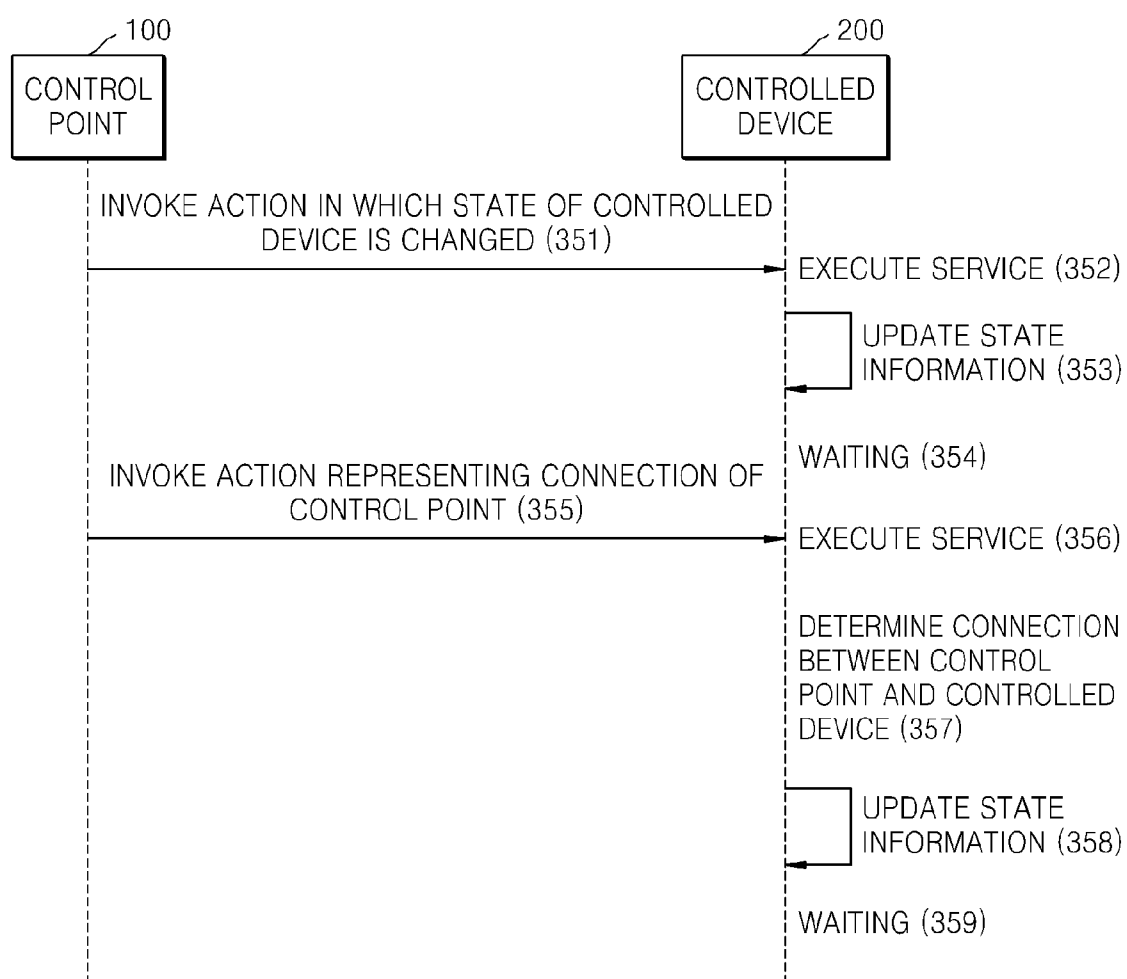 100
200
CONTROL
POINT
CONTROLLED
DEVICE
INVOKE ACTION IN WHICH STATE OF CONTROLLED
DEVICE IS CHANGED (351)
EXECUTE SERVICE (352)
UPDATE STATE
INFORMATION (353)
WAITING (354)
INVOKE ACTION REPRESENTING CONNECTION OF
CONTROL POINT (355)
EXECUTE SERVICE (356)
DETERMINE CONNECTION
BETWEEN CONTROL
POINT AND CONTROLLED
DEVICE (357)
UPDATE STATE
INFORMATION (358)
WAITING (359)